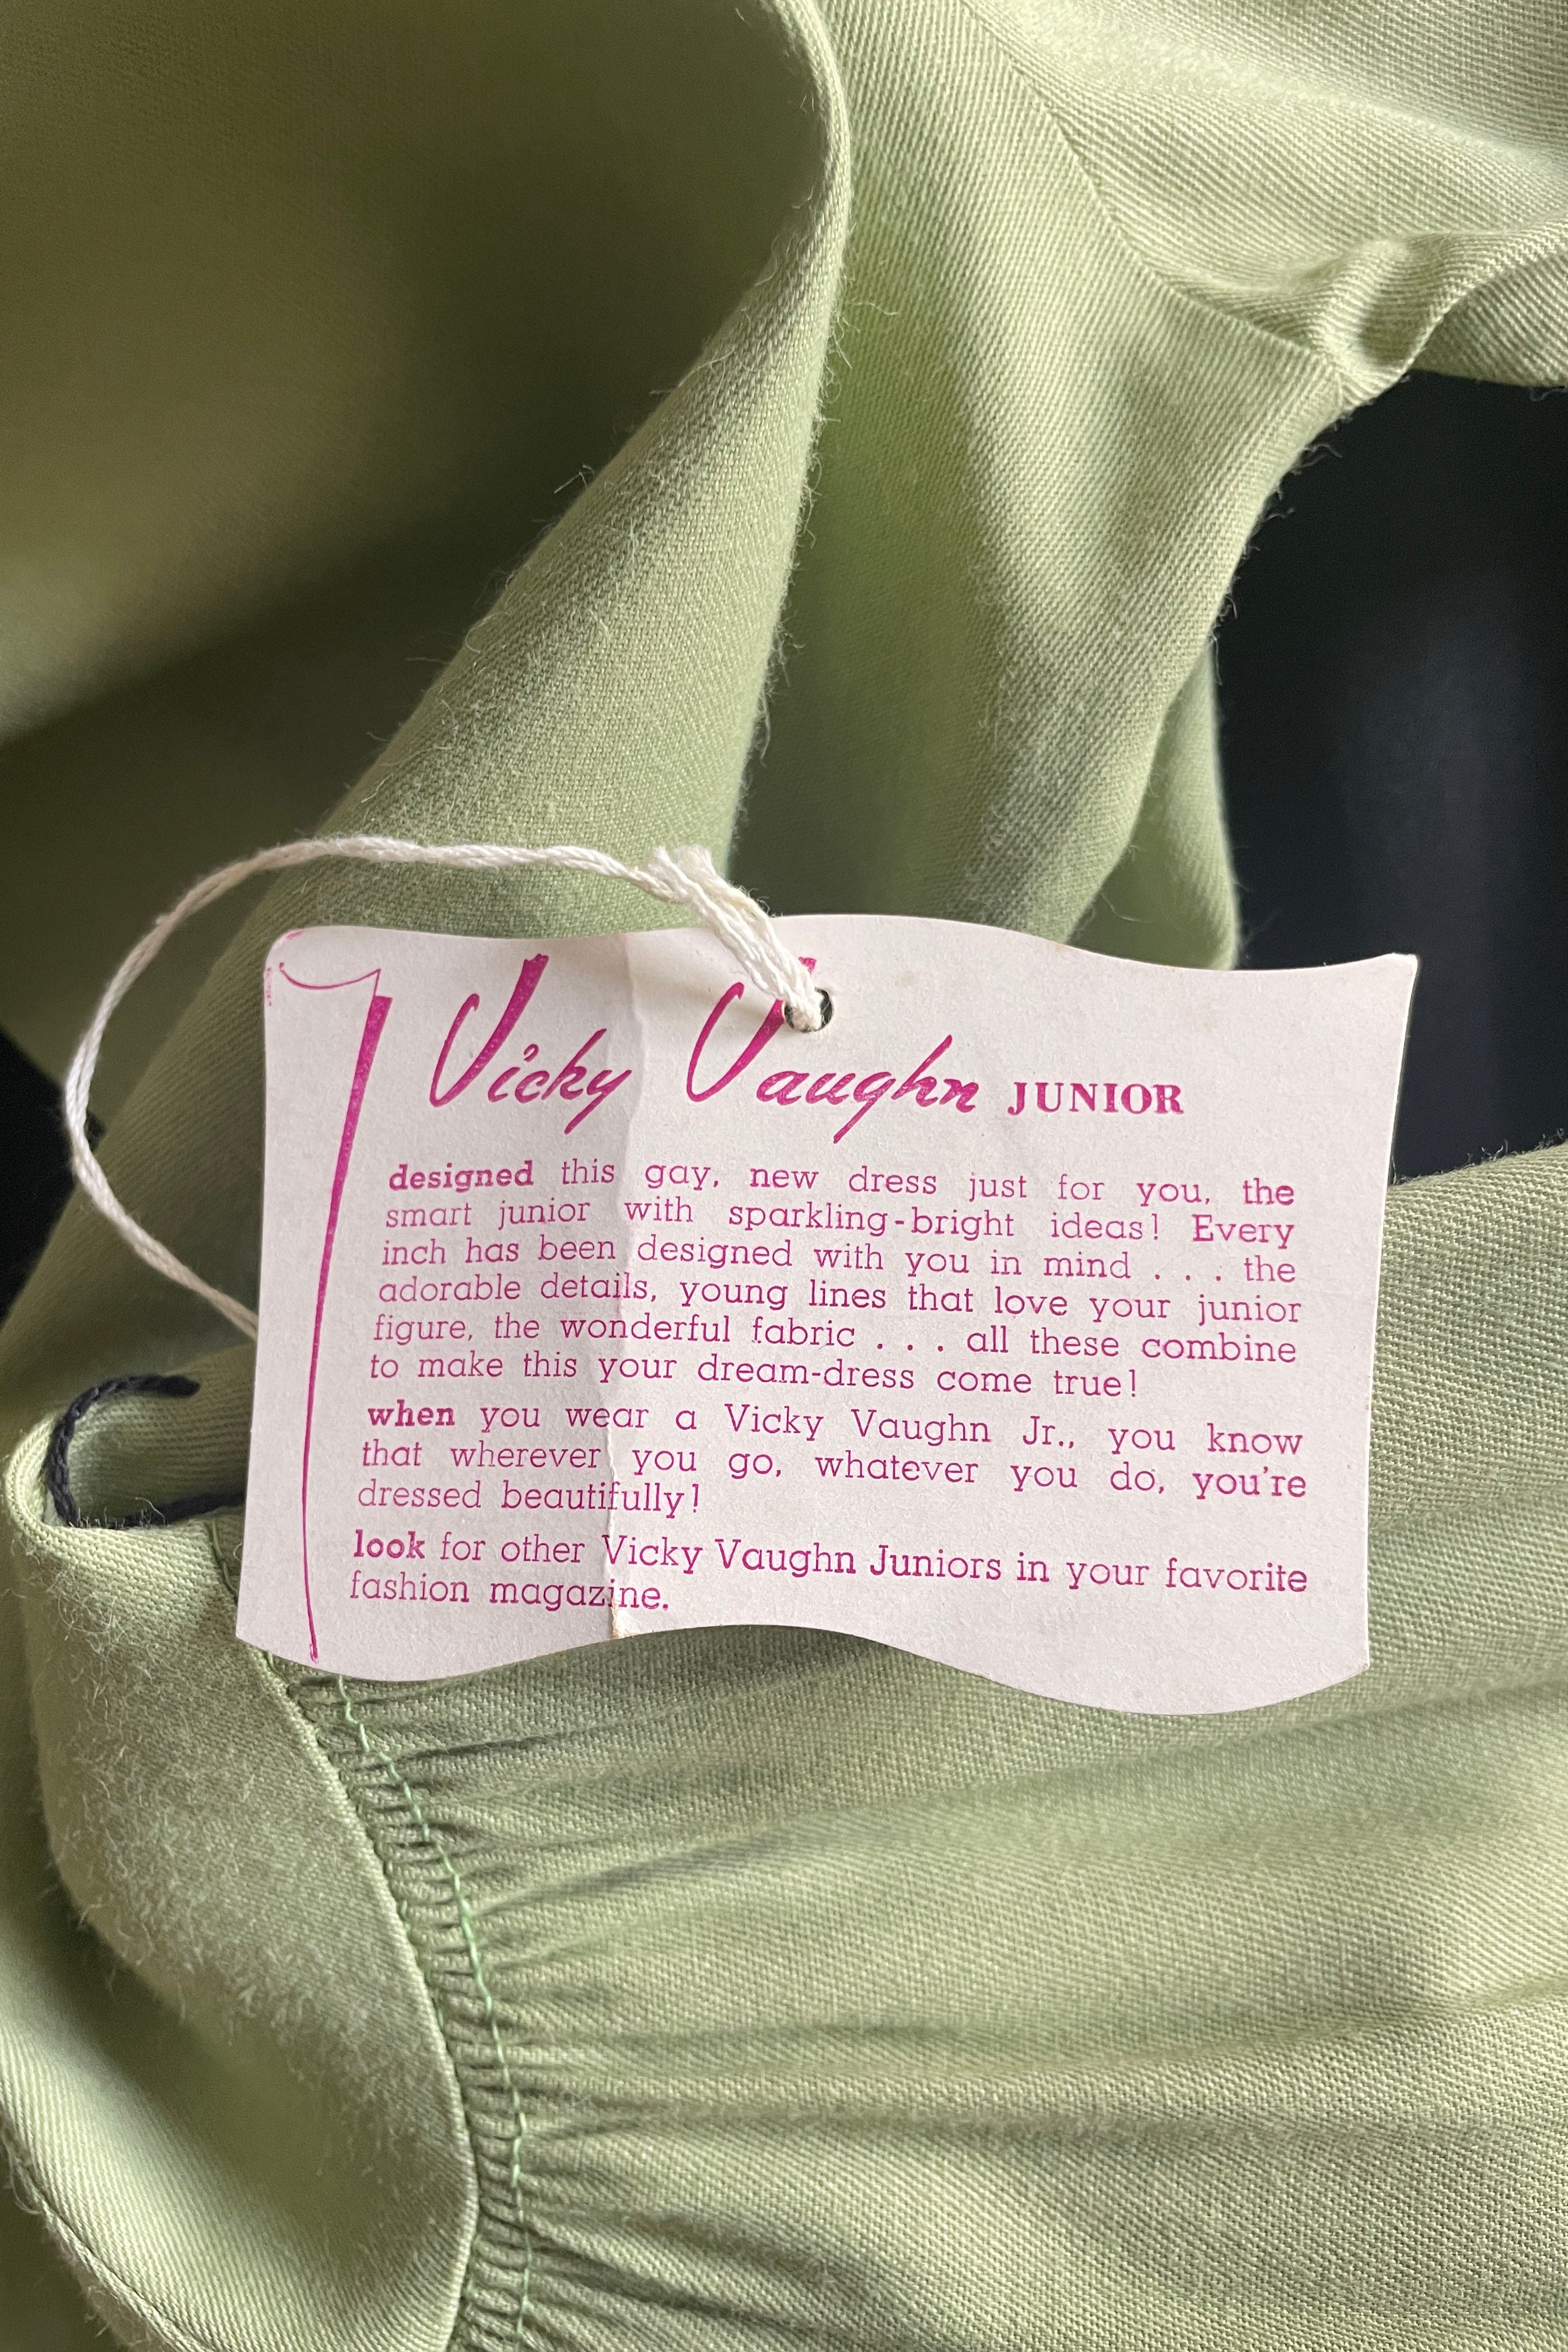 Vicky Vaughn JUNIOR
designed this gay, new dress just for you, the
smart junior with sparkling-bright ideas! Every
inch has been designed with you in mind . . . the
adorable details, young lines that love your junior
figure, the wonderful fabric . . . all these combine
to make this your dream-dress come true!
when you wear a Vicky Vaughn Jr., you know
that wherever you go, whatever you do, you're
dressed beautifully!
look for other Vicky Vaughn Juniors in your favorite
fashion magazine.